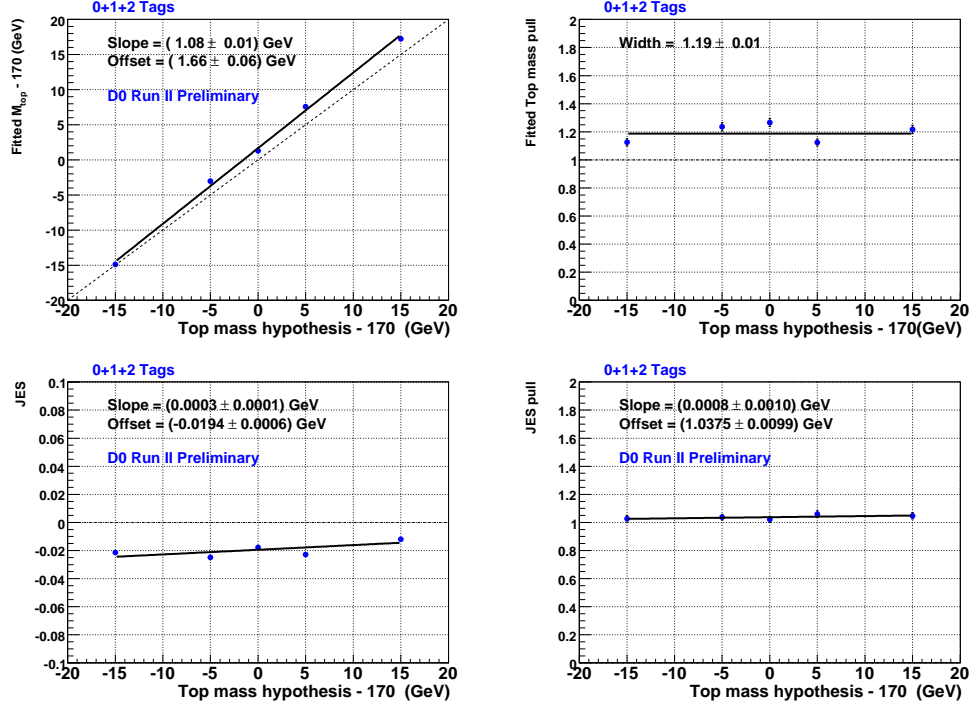 0+1+2 Tags
Fitted Mtop - 170 (GeV)
20
15
10
5
0
-5
-10
-15
-20
Slope = ( 1.08 ± 0.01) GeV
Offset = ( 1.66 ± 0.06) GeV
D0 Run II Preliminary
-20 -15 -10 -5 0 5 10 15 20
Top mass hypothesis - 170 (GeV)
0+1+2 Tags
Fitted Top mass pull
2
1.8
1.6
1.4
1.2
1
0.8
0.6
0.4
0.2
0
Width = 1.19 ± 0.01
-20 -15 -10 -5 0 5 10 15 20
Top mass hypothesis - 170(GeV)
0+1+2 Tags
JES
0.1
0.08
0.06
0.04
0.02
0
-0.02
-0.04
-0.06
-0.08
-0.1
Slope = (0.0003 ± 0.0001) GeV
Offset = (-0.0194 ± 0.0006) GeV
D0 Run II Preliminary
-20 -15 -10 -5 0 5 10 15 20
Top mass hypothesis - 170 (GeV)
0+1+2 Tags
JES pull
2
1.8
1.6
1.4
1.2
1
0.8
0.6
0.4
0.2
0
Slope = (0.0008 ± 0.0010) GeV
Offset = (1.0375 ± 0.0099) GeV
D0 Run II Preliminary
-20 -15 -10 -5 0 5 10 15 20
Top mass hypothesis - 170 (GeV)